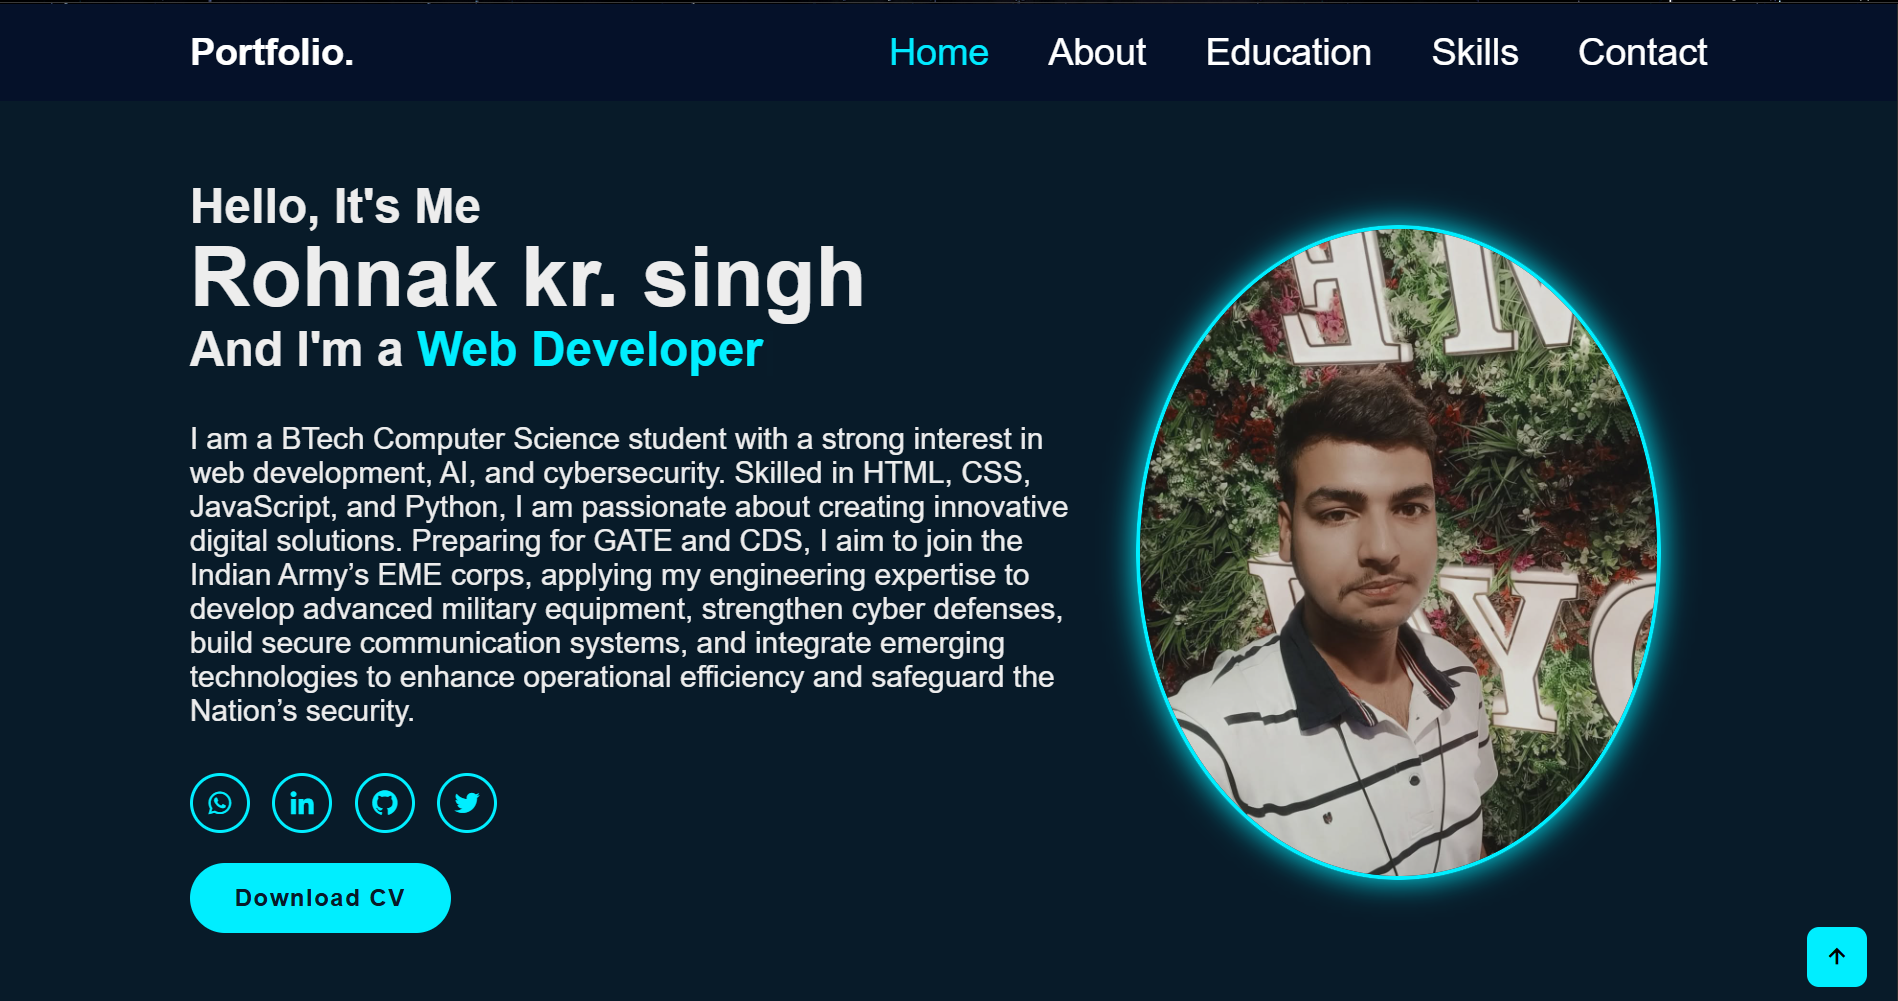 Portfolio.
Home About Education Skills Contact
Hello, It's Me
Rohnak kr. singh
And I'm a Web Developer
I am a BTech Computer Science student with a strong interest in
web development, AI, and cybersecurity. Skilled in HTML, CSS,
JavaScript, and Python, I am passionate about creating innovative
digital solutions. Preparing for GATE and CDS, I aim to join the
Indian Army’s EME corps, applying my engineering expertise to
develop advanced military equipment, strengthen cyber defenses,
build secure communication systems, and integrate emerging
technologies to enhance operational efficiency and safeguard the
Nation’s security.
Download CV